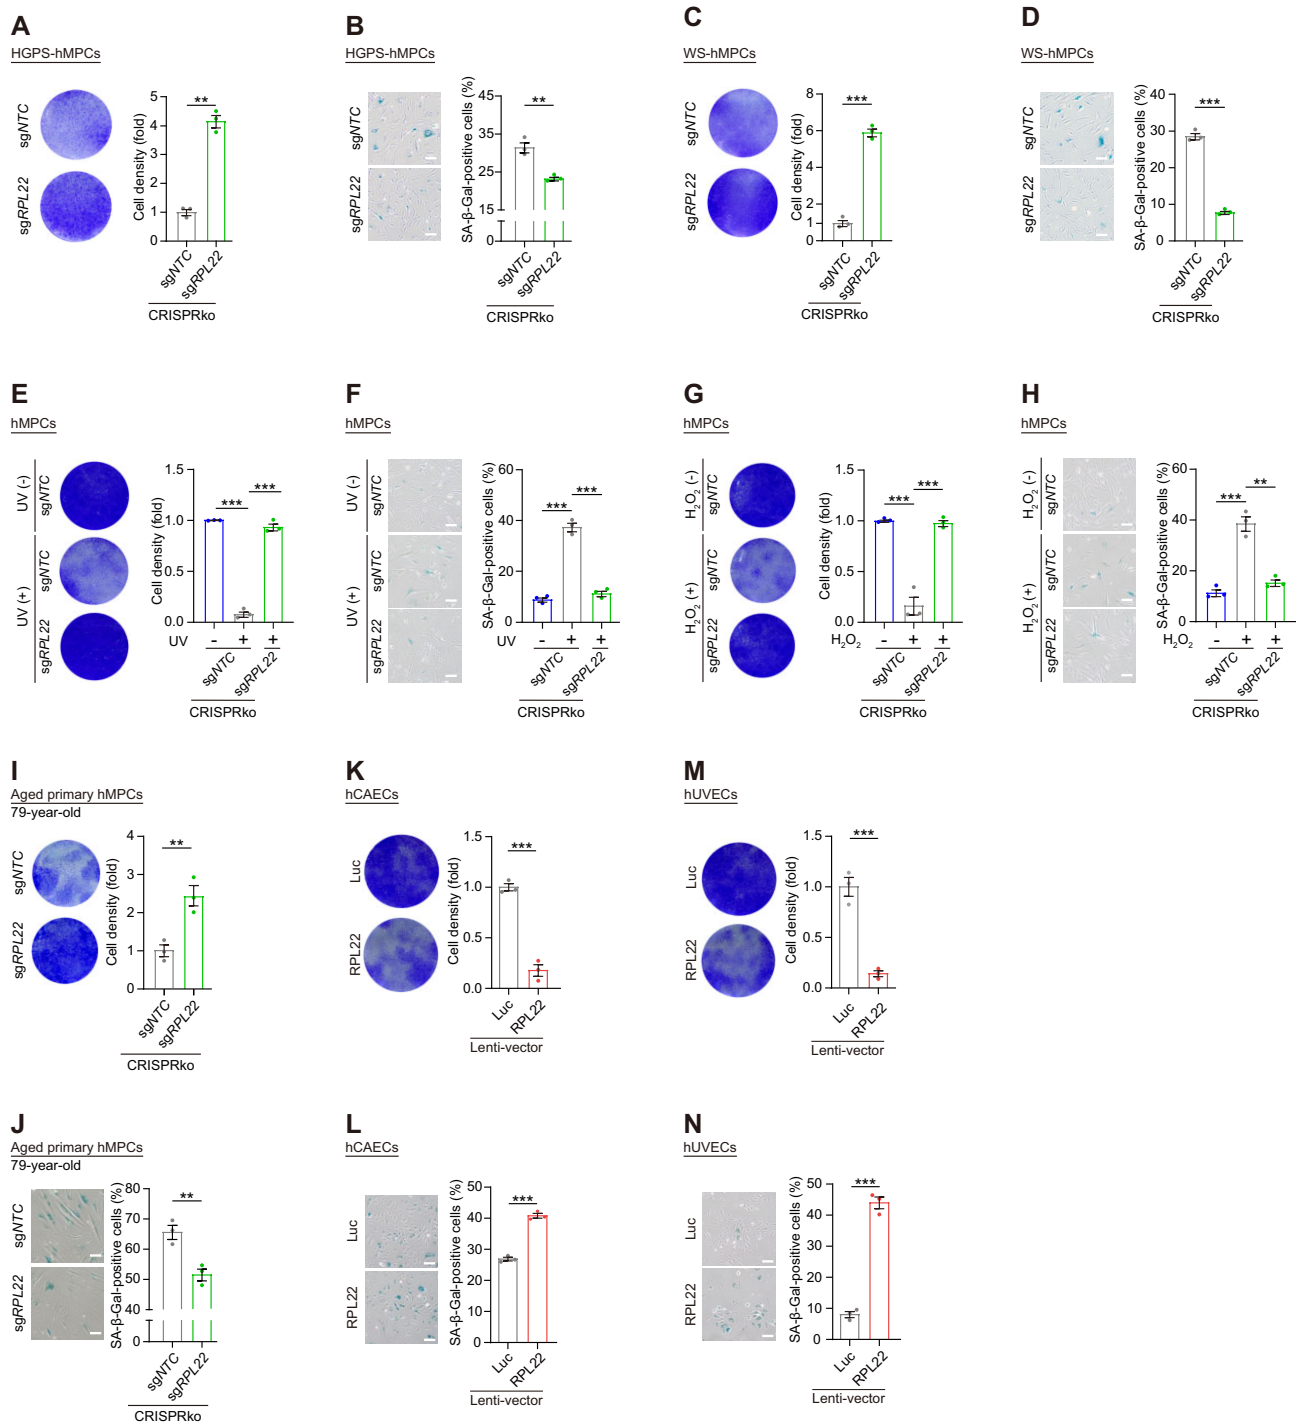 A
HGPS-hMPCs
sgNTC
sgRPL22
Cell density (fold)
5
4
3
2
1
0
**
sgNTC
sgRPL22
CRISPRko
B
HGPS-hMPCs
sgNTC
sgRPL22
SA-β-Gal-positive cells (%)
45
35
25
15
0
**
sgNTC
sgRPL22
CRISPRko
C
WS-hMPCs
sgNTC
sgRPL22
Cell density (fold)
8
6
4
2
1
0
***
sgNTC
sgRPL22
CRISPRko
D
WS-hMPCs
sgNTC
sgRPL22
SA-β-Gal-positive cells (%)
40
30
20
10
0
***
sgNTC
sgRPL22
CRISPRko
E
hMPCs
UV (-)
sgNTC
UV (+)
sgNTC
sgRPL22
Cell density (fold)
1.5
1.0
0.5
0.0
*** ***
UV - + +
sgNTC
sgRPL22
CRISPRko
F
hMPCs
UV (-)
sgNTC
UV (+)
sgNTC
sgRPL22
SA-β-Gal-positive cells (%)
60
40
20
0
*** ***
UV - + +
sgNTC
sgRPL22
CRISPRko
G
hMPCs
H₂O₂ (-)
sgNTC
H₂O₂ (+)
sgNTC
sgRPL22
Cell density (fold)
1.5
1.0
0.5
0.0
*** ***
H₂O₂ - + +
sgNTC
sgRPL22
CRISPRko
H
hMPCs
H₂O₂ (-)
sgNTC
H₂O₂ (+)
sgNTC
sgRPL22
SA-β-Gal-positive cells (%)
60
40
20
0
*** **
H₂O₂ - + +
sgNTC
sgRPL22
CRISPRko
I
Aged primary hMPCs
79-year-old
sgNTC
sgRPL22
Cell density (fold)
4
3
2
1
0
**
sgNTC
sgRPL22
CRISPRko
K
hCAECs
Luc
RPL22
Cell density (fold)
1.5
1.0
0.5
0.0
***
Luc
RPL22
Lenti-vector
M
hUVECs
Luc
RPL22
Cell density (fold)
1.5
1.0
0.5
0.0
***
Luc
RPL22
Lenti-vector
J
Aged primary hMPCs
79-year-old
sgNTC
sgRPL22
SA-β-Gal-positive cells (%)
80
70
60
50
40
0
**
sgNTC
sgRPL22
CRISPRko
L
hCAECs
Luc
RPL22
SA-β-Gal-positive cells (%)
50
40
30
20
10
0
***
Luc
RPL22
Lenti-vector
N
hUVECs
Luc
RPL22
SA-β-Gal-positive cells (%)
50
40
30
20
10
0
***
Luc
RPL22
Lenti-vector